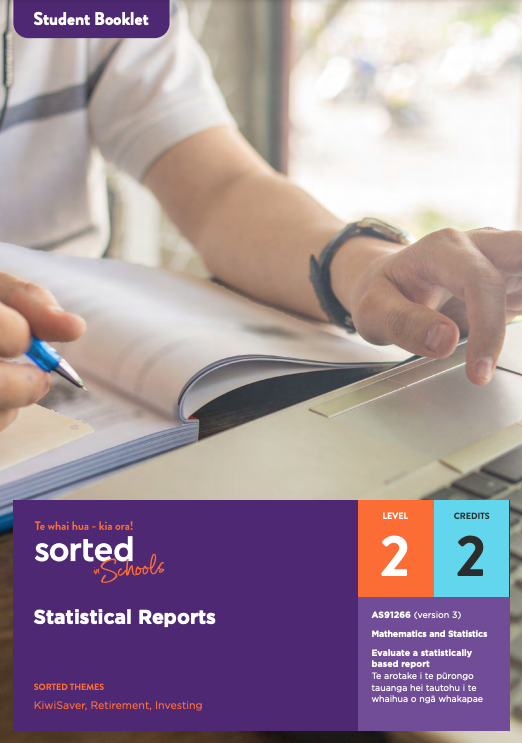 Student Booklet
Te whai hua - kia ora!
sorted
in Schools
Statistical Reports
SORTED THEMES
KiwiSaver, Retirement, Investing
LEVEL
2
CREDITS
2
AS91266 (version 3)
Mathematics and Statistics
Evaluate a statistically
based report
Te arotake i te pūrongo
tauanga hei tautohu i te
whaihua o ngā whakapae